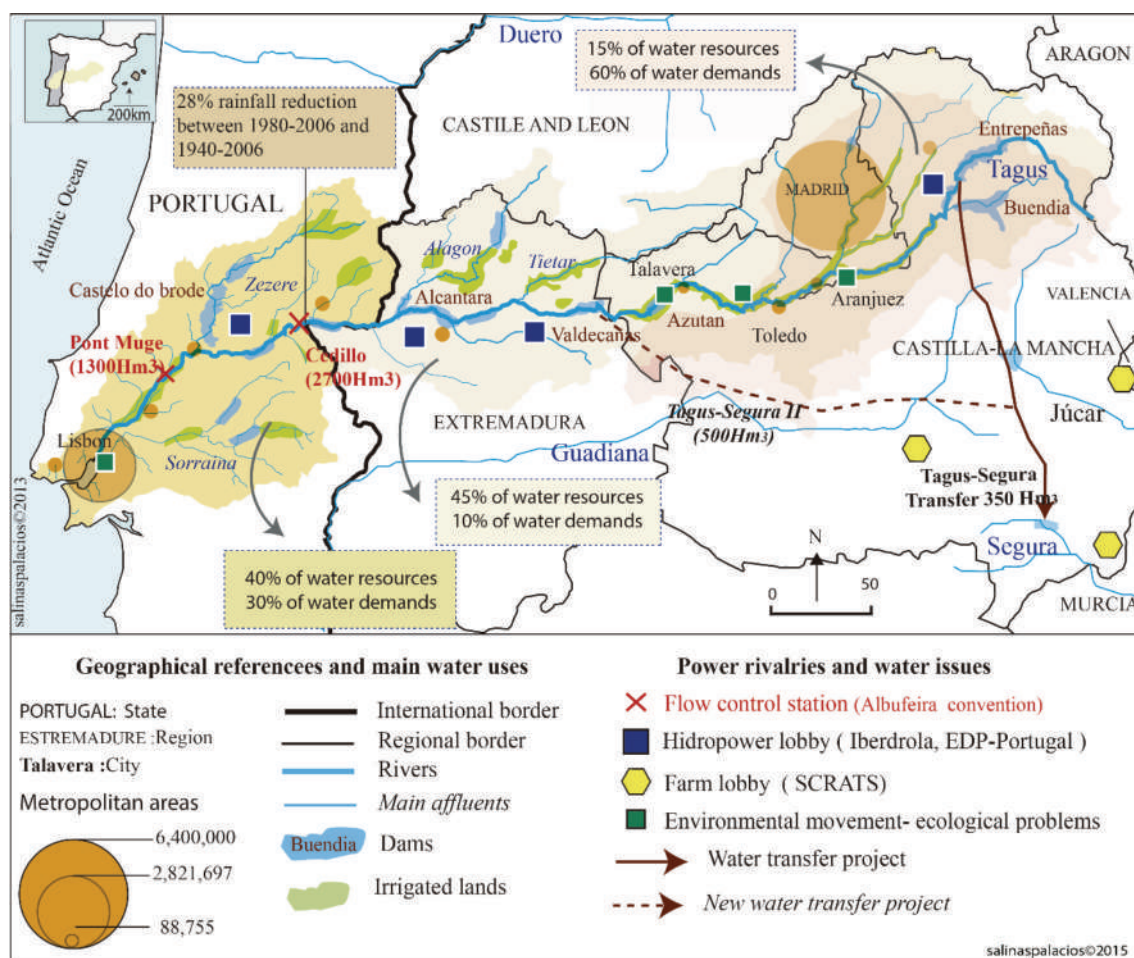 200km
Duero
15% of water resources
60% of water demands
ARAGON
28% rainfall reduction
between 1980-2006 and
1940-2006
CASTILE AND LEON
Entrepeñas
Tagus
MADRID
Buendia
Atlantic Ocean
PORTUGAL
Alagon
Tietar
Talavera
Castelo do brode
Zezere
Alcantara
Aranjuez
VALENCIA
Pont Muge
(1300Hm3)
Cedillo
(2700Hm3)
Valdecañas
Azutan
Toledo
CASTILLA-LA MANCHA
EXTREMADURA
Tagus-Segura II
(500Hm3)
Júcar
Lisbon
Sorraina
Guadiana
Tagus-Segura
Transfer 350 Hm3
45% of water resources
10% of water demands
Segura
N
40% of water resources
30% of water demands
0
50
MURCIA
salinaspalacios©2013
Geographical referencees and main water uses
PORTUGAL: State
ESTREMADURE :Region
Talavera :City
Metropolitan areas
6,400,000
2,821,697
88,755
International border
Regional border
Rivers
Main affluents
Buendia
Dams
Irrigated lands
Power rivalries and water issues
Flow control station (Albufeira convention)
Hidropower lobby ( Iberdrola, EDP-Portugal )
Farm lobby ( SCRATS)
Environmental movement- ecological problems
Water transfer project
New water transfer project
salinaspalacios©2015